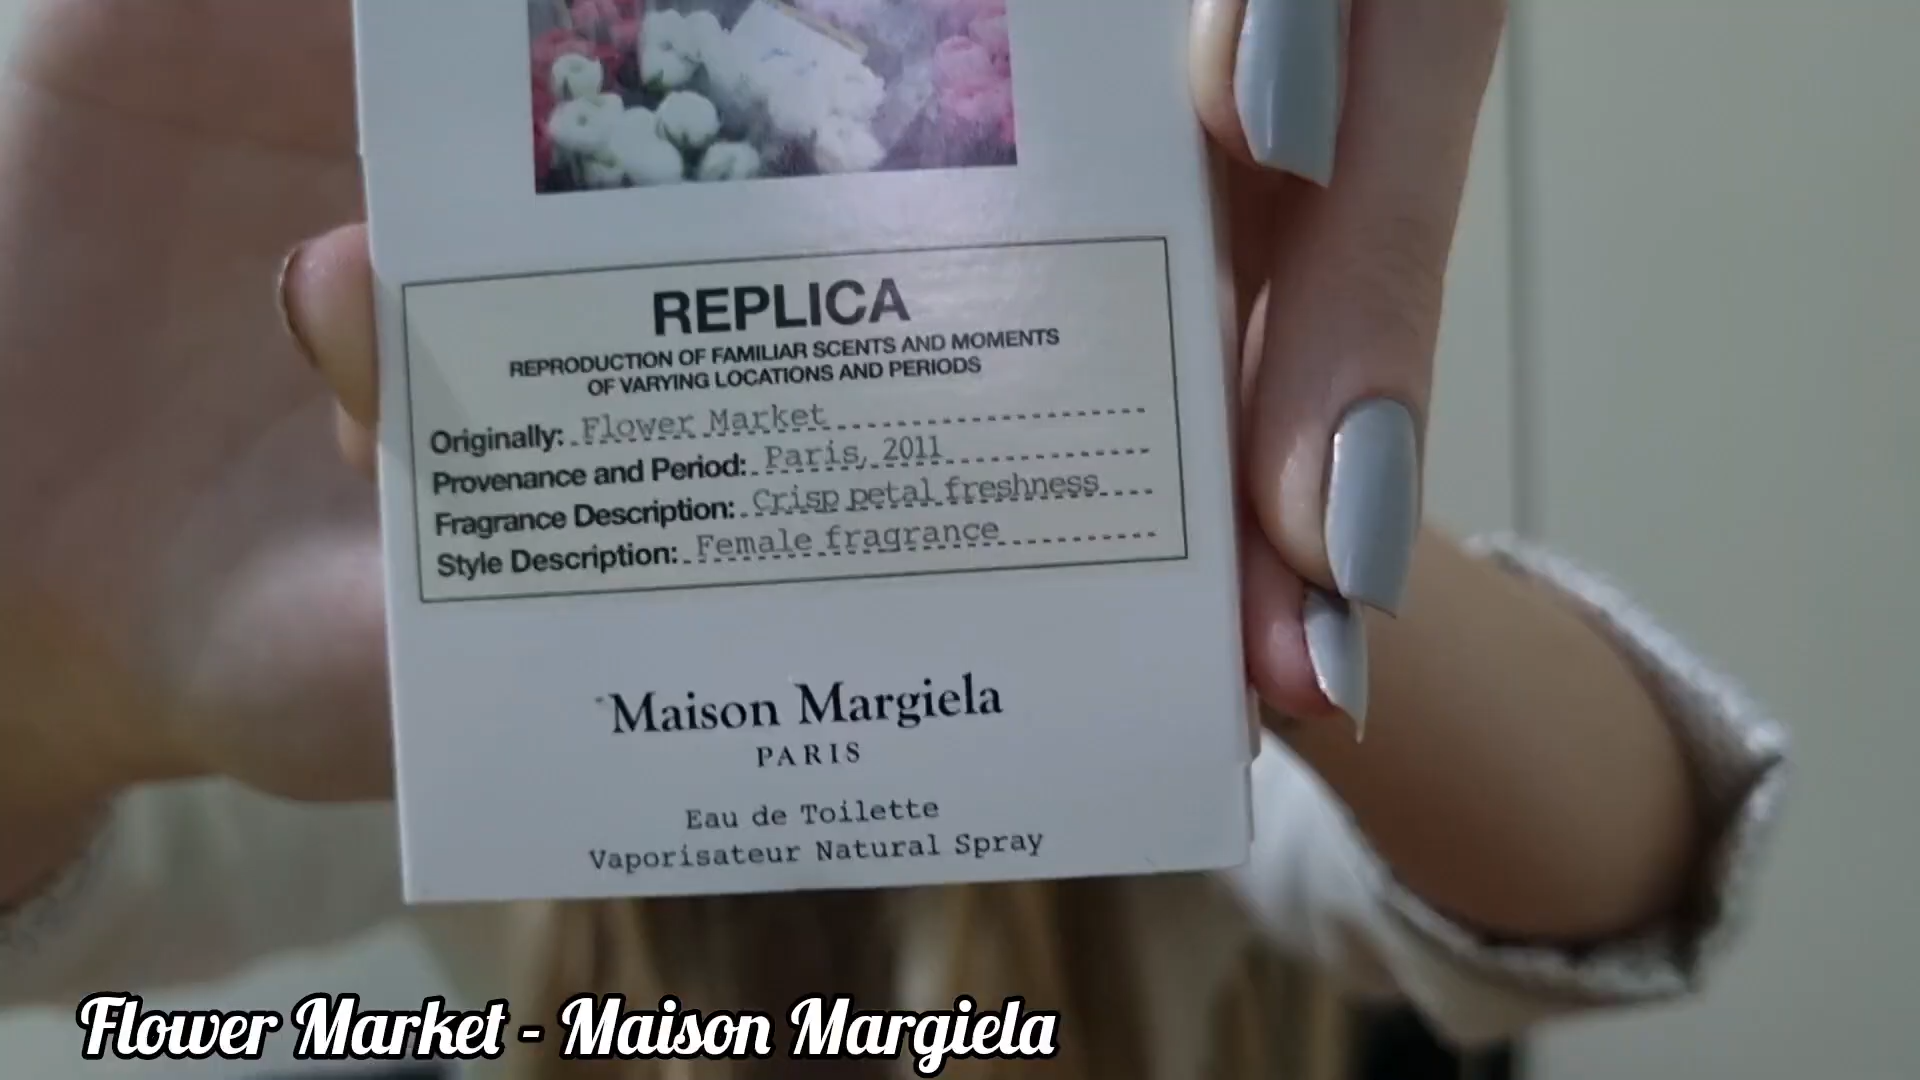 REPLICA
REPRODUCTION OF FAMILIAR SCENTS AND MOMENTS
OF VARYING LOCATIONS AND PERIODS
Originally: Flower Market
Provenance and Period: Paris, 2011
Fragrance Description: Crisp petal freshness
Style Description: Female fragrance
Maison Margiela
PARIS
Eau de Toilette
Vaporisateur Natural Spray
Flower Market - Maison Margiela